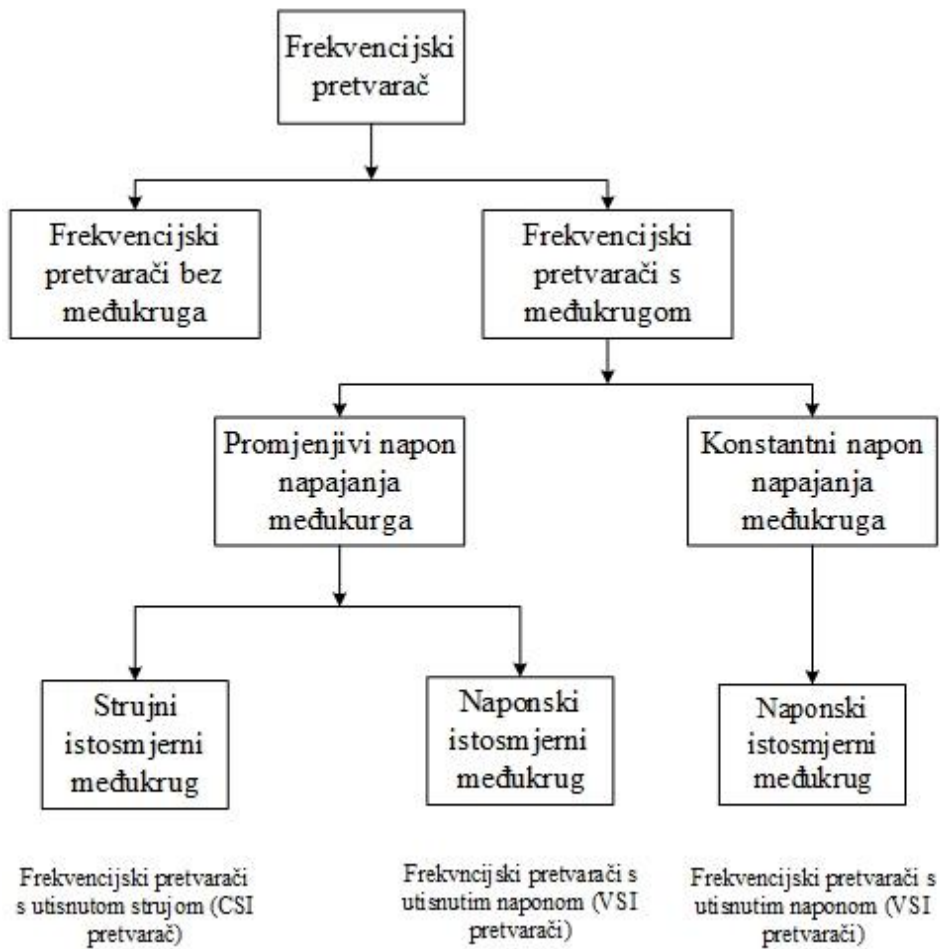 Frekvencijski
pretvarač
Frekvencijski
pretvarači bez
međukruga
Frekvencijski
pretvarači s
međukrugom
Promjenjivi napon
napajanja
međukurga
Konstantni napon
napajanja
međukruga
Strujni
istosmjerni
međukrug
Naponski
istosmjerni
međukrug
Naponski
istosmjerni
međukrug
Frekvencijski pretvarači
s utisnutom strujom (CSI
pretvarač)
Frekvncijski pretvarači s
utisnutim naponom (VSI
pretvarači)
Frekvencijski pretvarači s
utisnutim naponom (VSI
pretvarači)